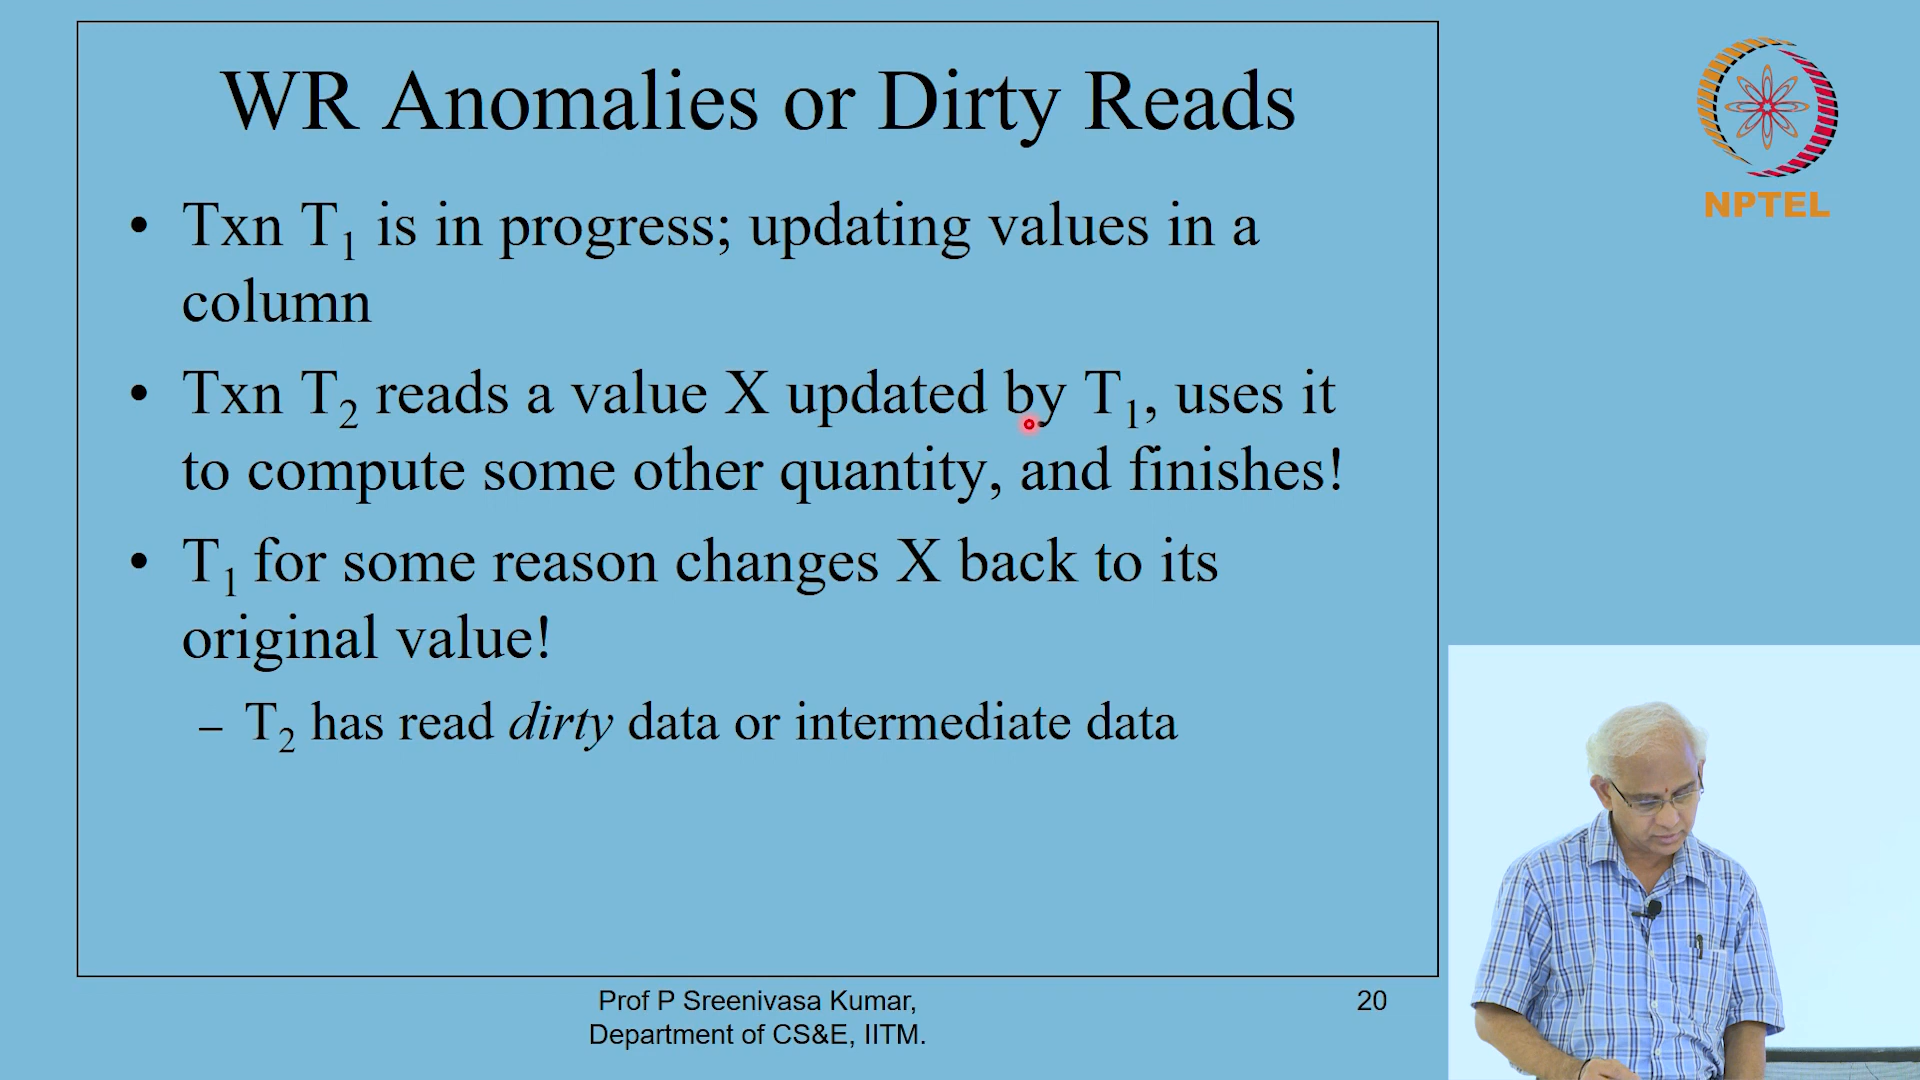 WR Anomalies or Dirty Reads
• Txn T₁ is in progress; updating values in a
column
• Txn T₂ reads a value X updated by T₁, uses it
to compute some other quantity, and finishes!
• T₁ for some reason changes X back to its
original value!
– T₂ has read dirty data or intermediate data
Prof P Sreenivasa Kumar,
Department of CS&E, IITM.
20
NPTEL